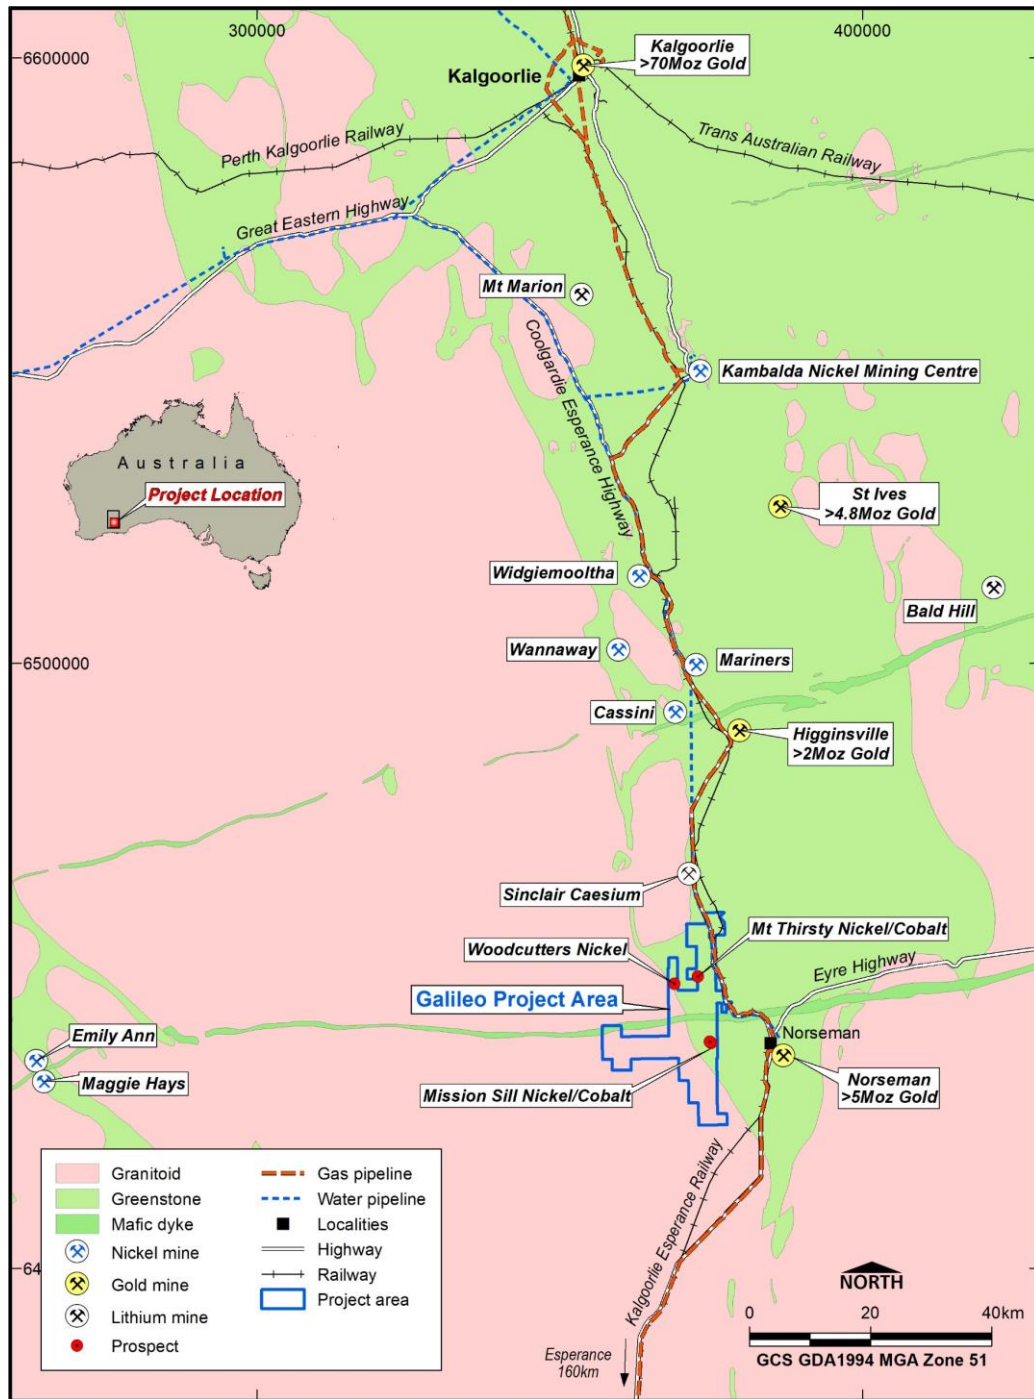 300000
400000
6600000
Kalgoorlie
>70Moz Gold
Kalgoorlie
Perth Kalgoorlie Railway
Trans Australian Railway
Great Eastern Highway
Mt Marion
Coolgardie Esperance Highway
Kambalda Nickel Mining Centre
Australia
Project Location
St Ives
>4.8Moz Gold
Widgiemooltha
Bald Hill
Wannaway
Mariners
6500000
Cassini
Higginsville
>2Moz Gold
Sinclair Caesium
Mt Thirsty Nickel/Cobalt
Woodcutters Nickel
Eyre Highway
Galileo Project Area
Emily Ann
Norseman
Maggie Hays
Mission Sill Nickel/Cobalt
Norseman
>5Moz Gold
Kalgoorlie Esperance Railway
Granitoid
Greenstone
Mafic dyke
Nickel mine
Gold mine
Lithium mine
Prospect
Gas pipeline
Water pipeline
Localities
Highway
Railway
Project area
NORTH
0 20 40km
GCS GDA1994 MGA Zone 51
Esperance
160km